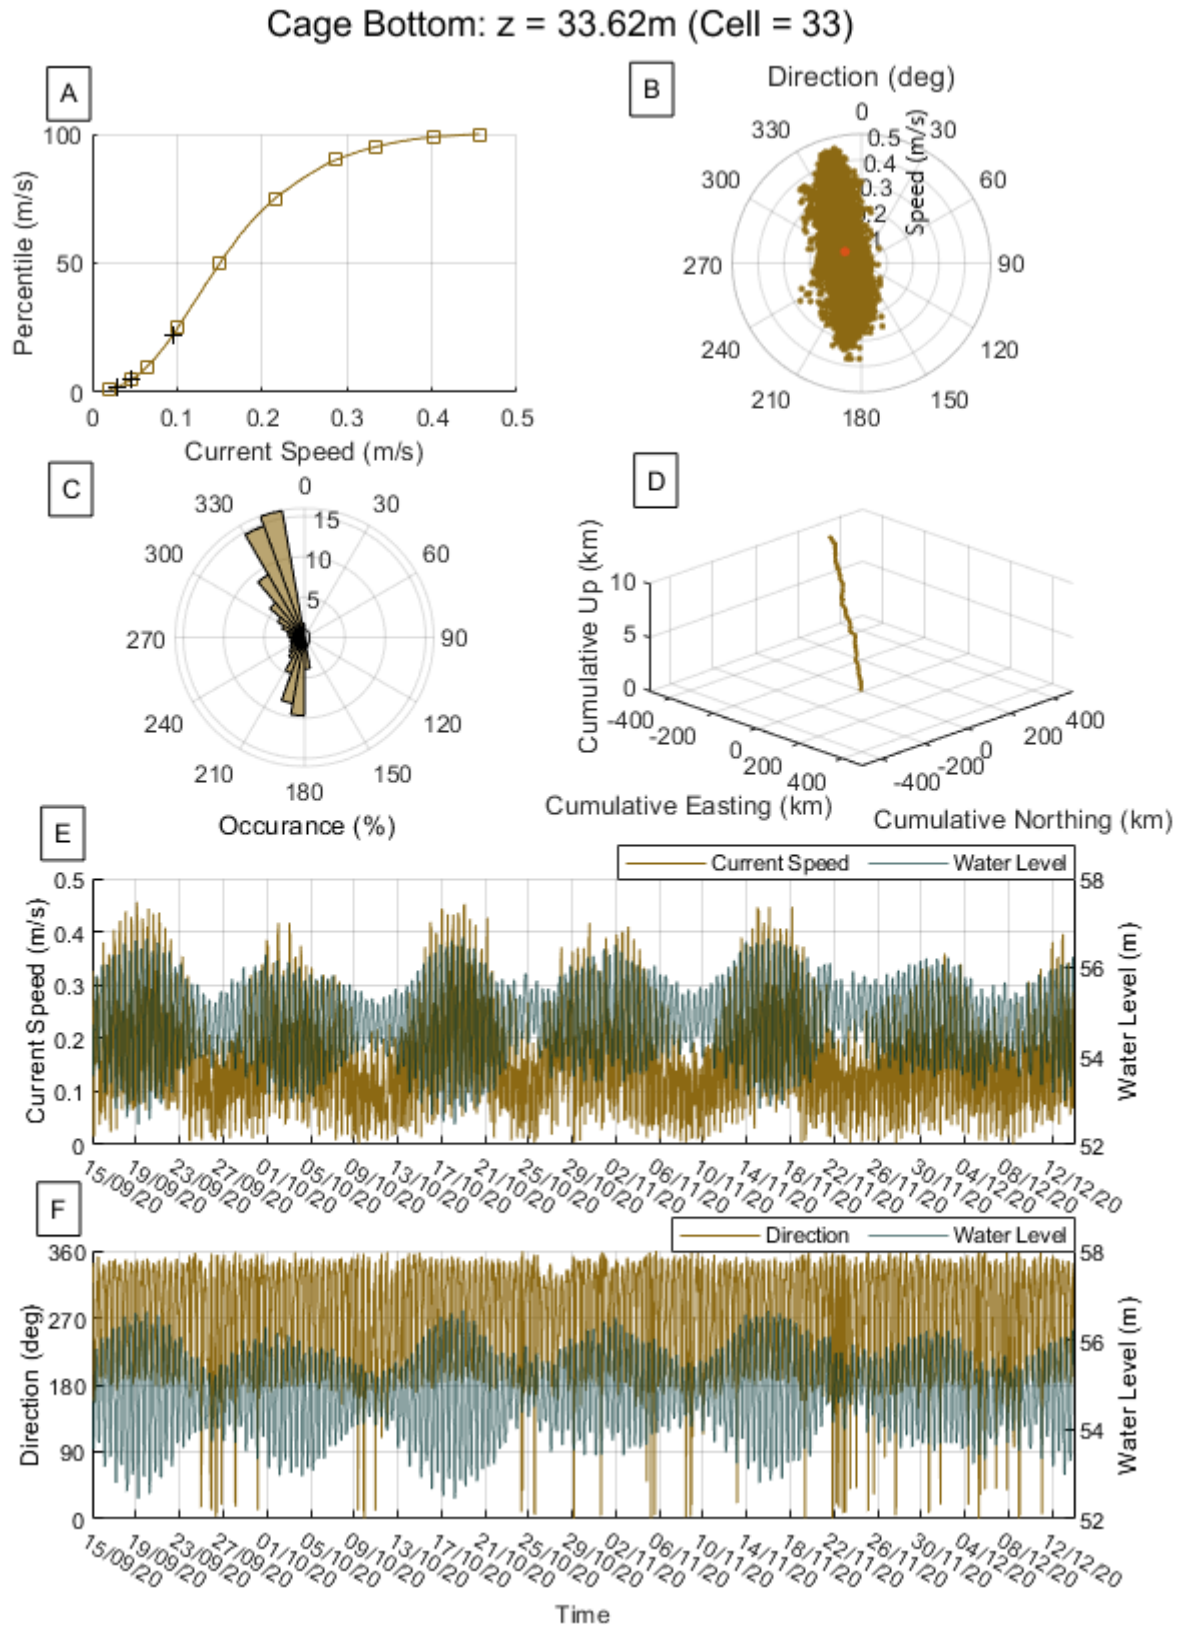 Cage Bottom: z = 33.62m (Cell = 33)
A
100
50
0
Percentile (m/s)
0 0.1 0.2 0.3 0.4 0.5
Current Speed (m/s)
B
Direction (deg)
0
30
60
90
120
150
180
210
240
270
300
330
0.5
0.4
0.3
Speed (m/s)
C
0
30
60
90
120
150
180
210
240
270
300
330
15
10
5
Occurance (%)
D
Cumulative Up (km)
10
5
0
-400 -200 0 200 400
-400 -200 0 200 400
Cumulative Easting (km)
Cumulative Northing (km)
E
Current Speed Water Level
0.5
0.4
0.3
0.2
0.1
0
Current Speed (m/s)
58
56
54
52
Water Level (m)
15/09/20 19/09/20 23/09/20 27/09/20 01/10/20 05/10/20 09/10/20 13/10/20 17/10/20 21/10/20 25/10/20 29/10/20 02/11/20 06/11/20 10/11/20 14/11/20 18/11/20 22/11/20 26/11/20 30/11/20 04/12/20 08/12/20 12/12/20
F
Direction Water Level
360
270
180
90
0
Direction (deg)
58
56
54
52
Water Level (m)
15/09/20 19/09/20 23/09/20 27/09/20 01/10/20 05/10/20 09/10/20 13/10/20 17/10/20 21/10/20 25/10/20 29/10/20 02/11/20 06/11/20 10/11/20 14/11/20 18/11/20 22/11/20 26/11/20 30/11/20 04/12/20 08/12/20 12/12/20
Time